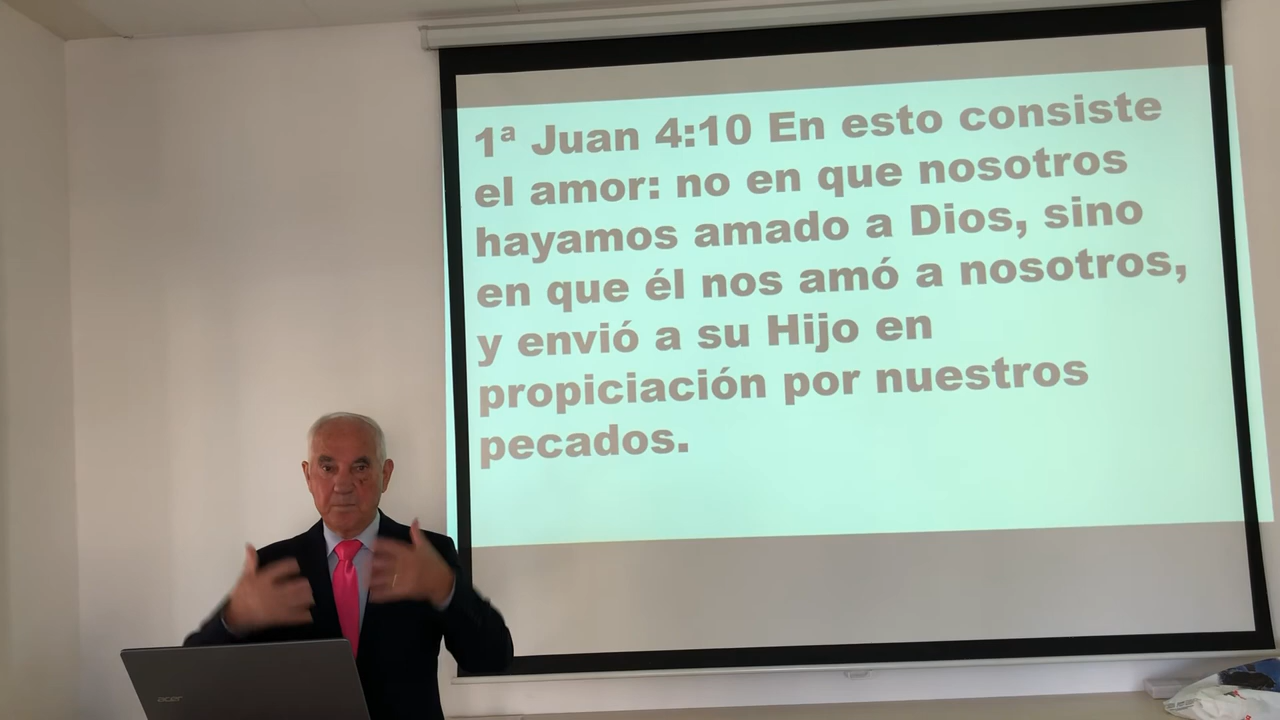 1ª Juan 4:10 En esto consiste
el amor: no en que nosotros
hayamos amado a Dios, sino
en que él nos amó a nosotros,
y envió a su Hijo en
propiciación por nuestros
pecados.
acer